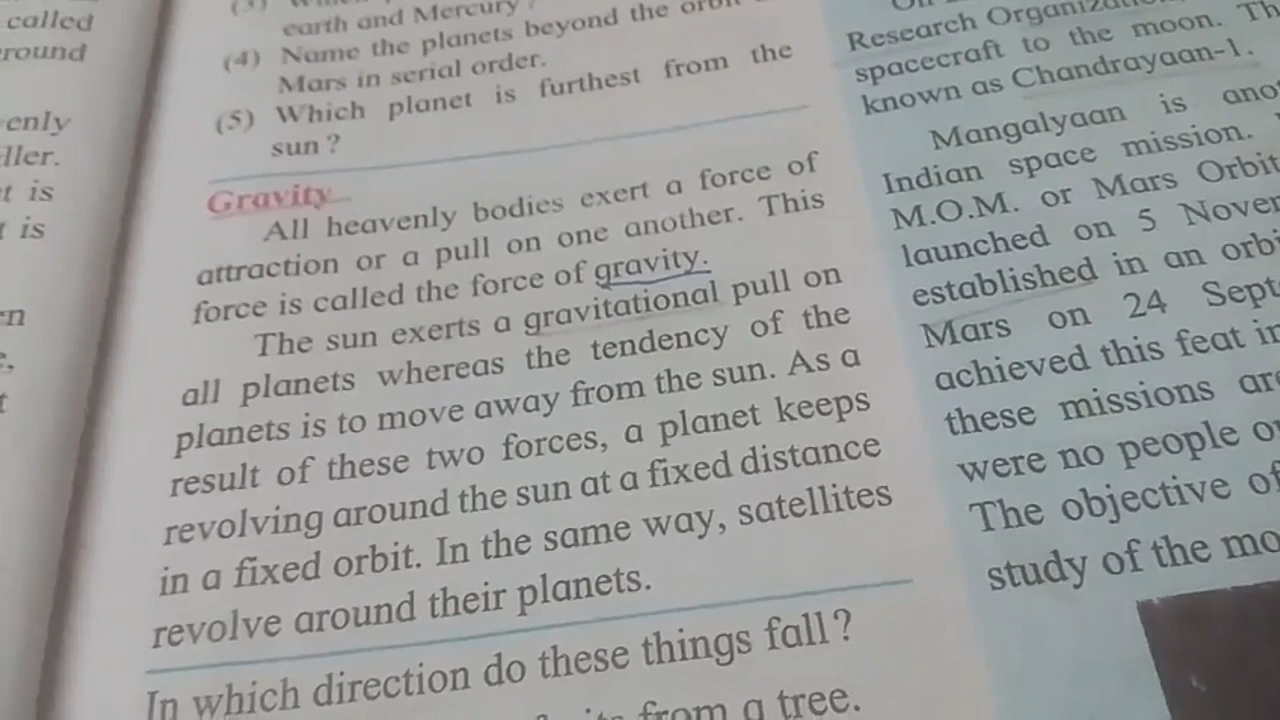 called
round
enly
ller.
t is
is
(3)
earth and Mercury ?
(4) Name the planets beyond the orbit
Mars in serial order.
(5) Which planet is furthest from the
sun ?
Gravity
All heavenly bodies exert a force of
attraction or a pull on one another. This
force is called the force of gravity.
The sun exerts a gravitational pull on
all planets whereas the tendency of the
planets is to move away from the sun. As a
result of these two forces, a planet keeps
revolving around the sun at a fixed distance
in a fixed orbit. In the same way, satellites
revolve around their planets.
In which direction do these things fall ?
from a tree.
Research Organizatio
spacecraft to the moon. Th
known as Chandrayaan-1.
Mangalyaan is ano
Indian space mission.
M.O.M. or Mars Orbit
launched on 5 Nover
established in an orbi
Mars on 24 Sept
achieved this feat in
these missions are
were no people o
The objective of
study of the mo